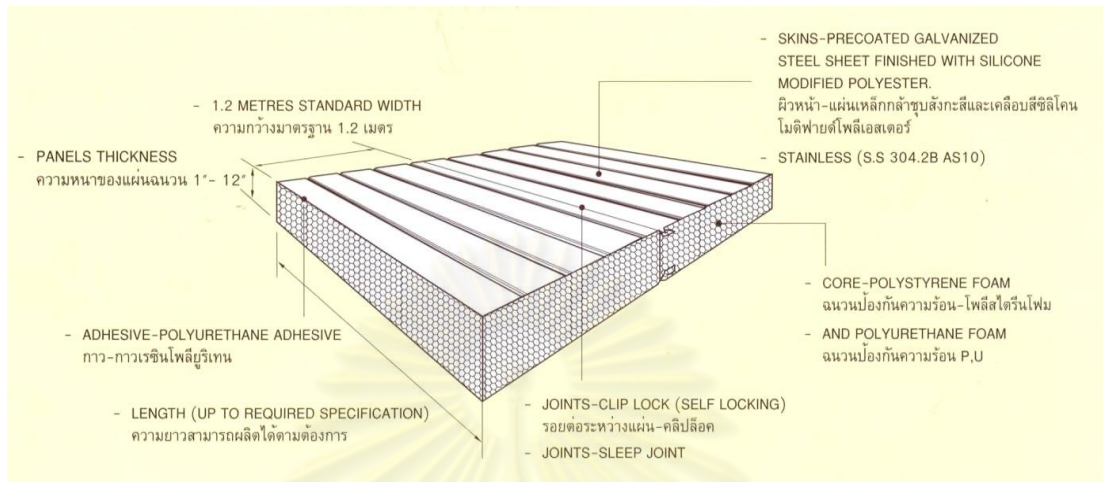 - SKINS-PRECOATED GALVANIZED
STEEL SHEET FINISHED WITH SILICONE
MODIFIED POLYESTER.
ผิวหน้า-แผ่นเหล็กกล้าชุบสังกะสีและเคลือบสีซิลิโคน
โมดิฟายด์โพลีเอสเตอร์
- STAINLESS (S.S 304.2B AS10)
- 1.2 METRES STANDARD WIDTH
ความกว้างมาตรฐาน 1.2 เมตร
- PANELS THICKNESS
ความหนาของแผ่นฉนวน 1"- 12"
- CORE-POLYSTYRENE FOAM
ฉนวนป้องกันความร้อน-โพลีสไตรีนโฟม
- AND POLYURETHANE FOAM
ฉนวนป้องกันความร้อน P,U
- ADHESIVE-POLYURETHANE ADHESIVE
กาว-กาวเรซินโพลียูริเทน
- LENGTH (UP TO REQUIRED SPECIFICATION)
ความยาวสามารถผลิตได้ตามต้องการ
- JOINTS-CLIP LOCK (SELF LOCKING)
รอยต่อระหว่างแผ่น-คลิปล็อค
- JOINTS-SLEEP JOINT